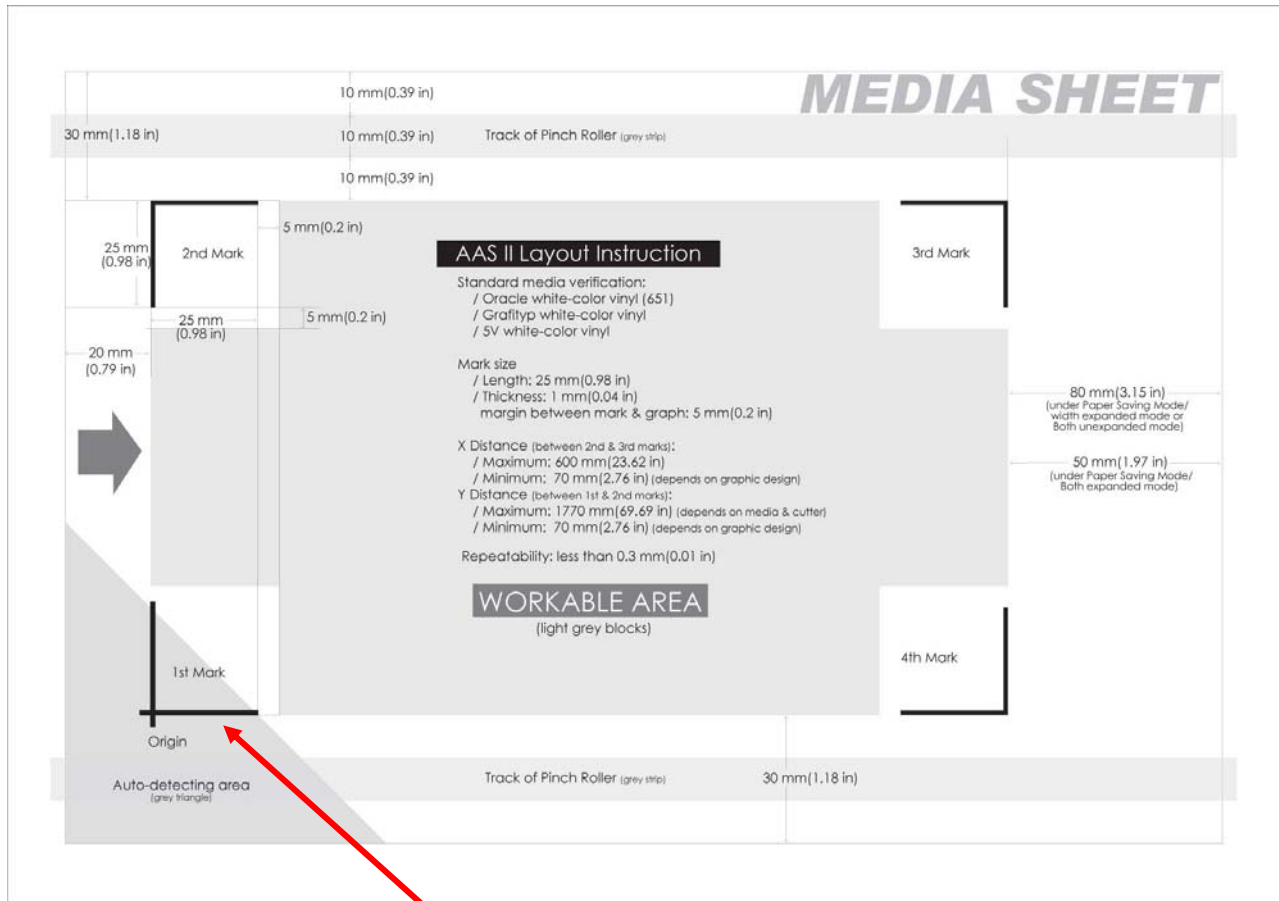 MEDIA SHEET
10 mm(0.39 in)
30 mm(1.18 in)
10 mm(0.39 in)
Track of Pinch Roller (grey strip)
10 mm(0.39 in)
5 mm(0.2 in)
25 mm
(0.98 in)
2nd Mark
3rd Mark
AAS II Layout Instruction
Standard media verification:
/ Oracle white-color vinyl (651)
/ Grafityp white-color vinyl
/ 5V white-color vinyl
25 mm
(0.98 in)
5 mm(0.2 in)
20 mm
(0.79 in)
Mark size
/ Length: 25 mm(0.98 in)
/ Thickness: 1 mm(0.04 in)
margin between mark & graph: 5 mm(0.2 in)
80 mm(3.15 in)
(under Paper Saving Mode/
width expanded mode or
Both unexpanded mode)
X Distance (between 2nd & 3rd marks):
/ Maximum: 600 mm(23.62 in)
/ Minimum: 70 mm(2.76 in) (depends on graphic design)
Y Distance (between 1st & 2nd marks):
/ Maximum: 1770 mm(69.69 in) (depends on media & cutter)
/ Minimum: 70 mm(2.76 in) (depends on graphic design)
50 mm(1.97 in)
(under Paper Saving Mode/
Both expanded mode)
Repeatability: less than 0.3 mm(0.01 in)
WORKABLE AREA
(light grey blocks)
1st Mark
4th Mark
Origin
Auto-detecting area
(grey triangle)
Track of Pinch Roller (grey strip)
30 mm(1.18 in)